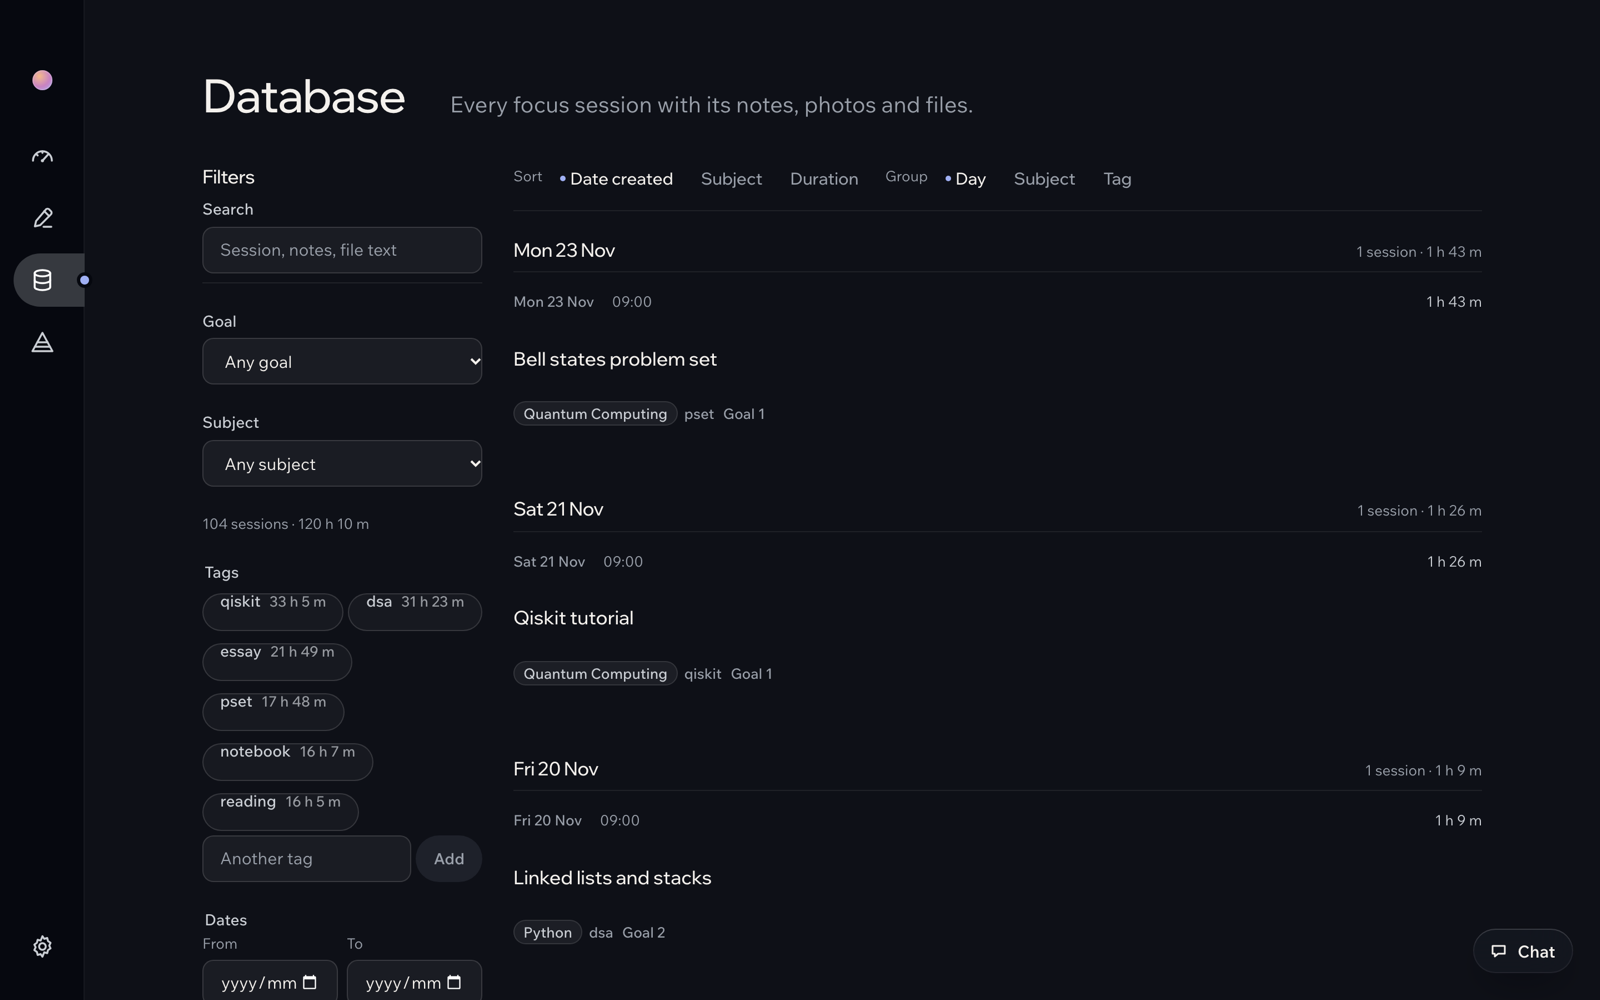 Database
Every focus session with its notes, photos and files.
Filters
Search
Session, notes, file text
Goal
Any goal
Subject
Any subject
104 sessions · 120 h 10 m
Tags
qiskit 33 h 5 m
dsa 31 h 23 m
essay 21 h 49 m
pset 17 h 48 m
notebook 16 h 7 m
reading 16 h 5 m
Another tag
Add
Dates
From
To
yyyy/mm
yyyy/mm
Sort Date created Subject Duration Group Day Subject Tag
Mon 23 Nov
1 session · 1 h 43 m
Mon 23 Nov 09:00
1 h 43 m
Bell states problem set
Quantum Computing pset Goal 1
Sat 21 Nov
1 session · 1 h 26 m
Sat 21 Nov 09:00
1 h 26 m
Qiskit tutorial
Quantum Computing qiskit Goal 1
Fri 20 Nov
1 session · 1 h 9 m
Fri 20 Nov 09:00
1 h 9 m
Linked lists and stacks
Python dsa Goal 2
Chat